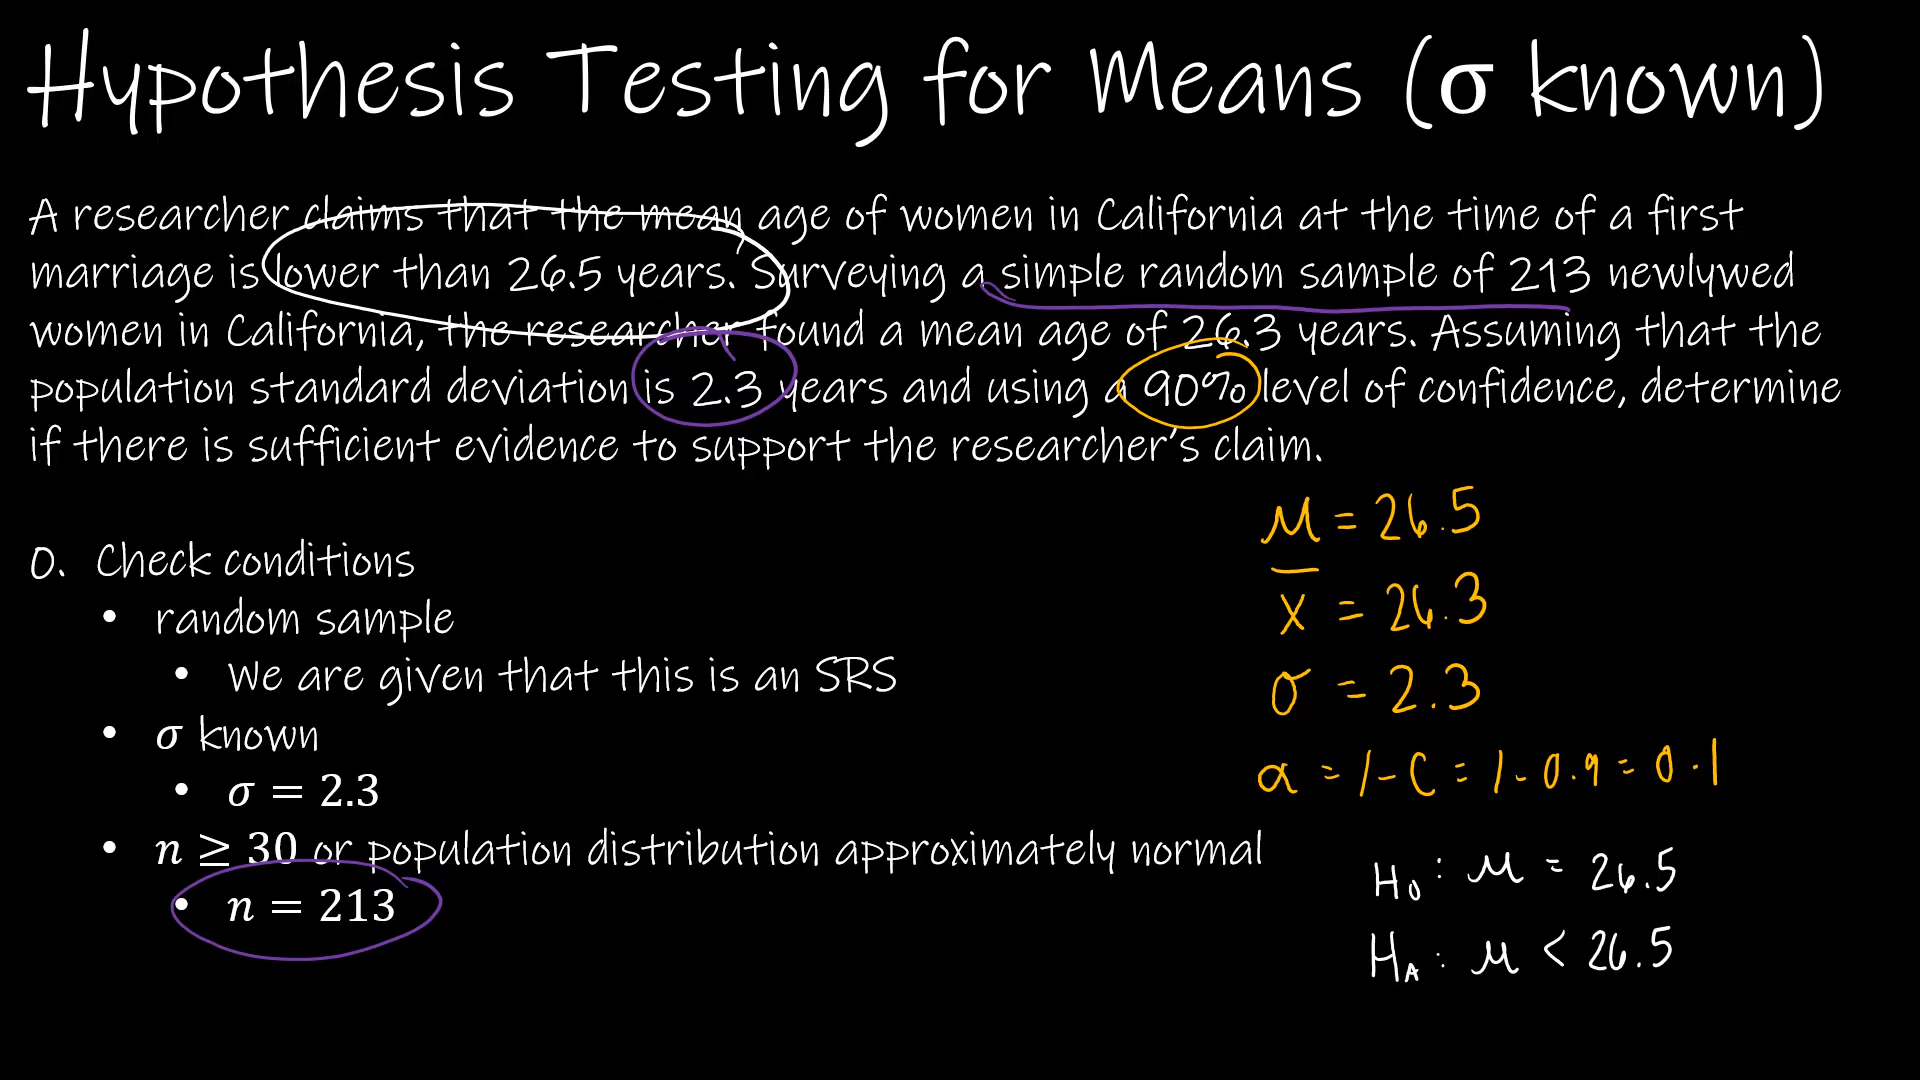 Hypothesis Testing for Means (σ known)
A researcher claims that the mean age of women in California at the time of a first
marriage is lower than 26.5 years. Surveying a simple random sample of 213 newlywed
women in California, the researcher found a mean age of 26.3 years. Assuming that the
population standard deviation is 2.3 years and using a 90% level of confidence, determine
if there is sufficient evidence to support the researcher's claim.
0. Check conditions
• random sample
• We are given that this is an SRS
• σ known
• σ = 2.3
• n ≥ 30 or population distribution approximately normal
• n = 213
μ = 26.5
x̅ = 26.3
σ = 2.3
α = 1 - C = 1 - 0.9 = 0.1
H₀ : μ = 26.5
Hₐ : μ < 26.5